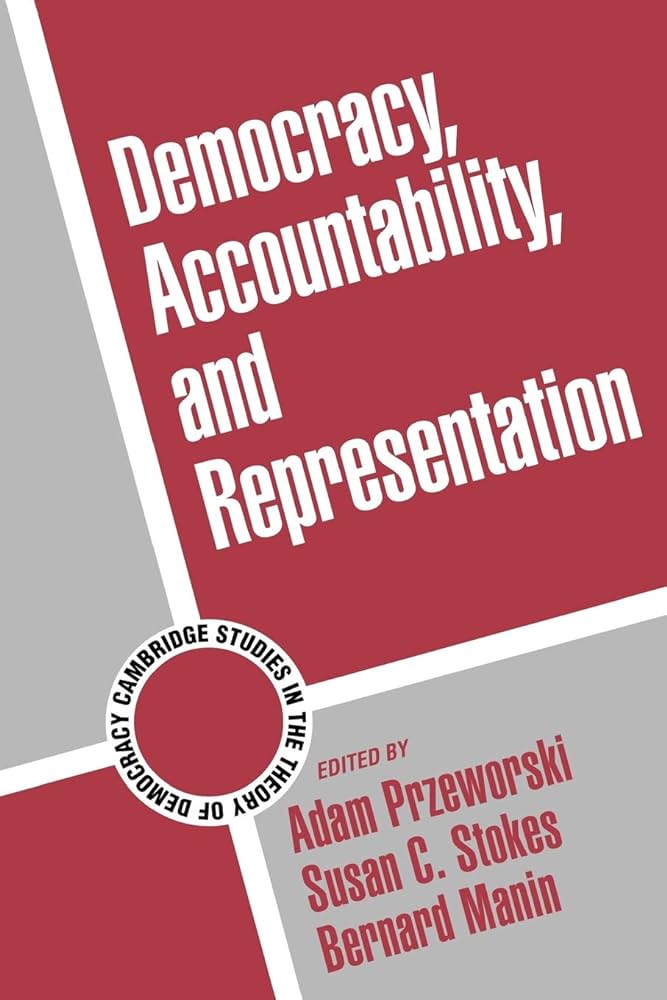 Democracy,
Accountability,
and
Representation
CAMBRIDGE STUDIES IN THE THEORY OF DEMOCRACY
EDITED BY
Adam Przeworski
Susan C. Stokes
Bernard Manin